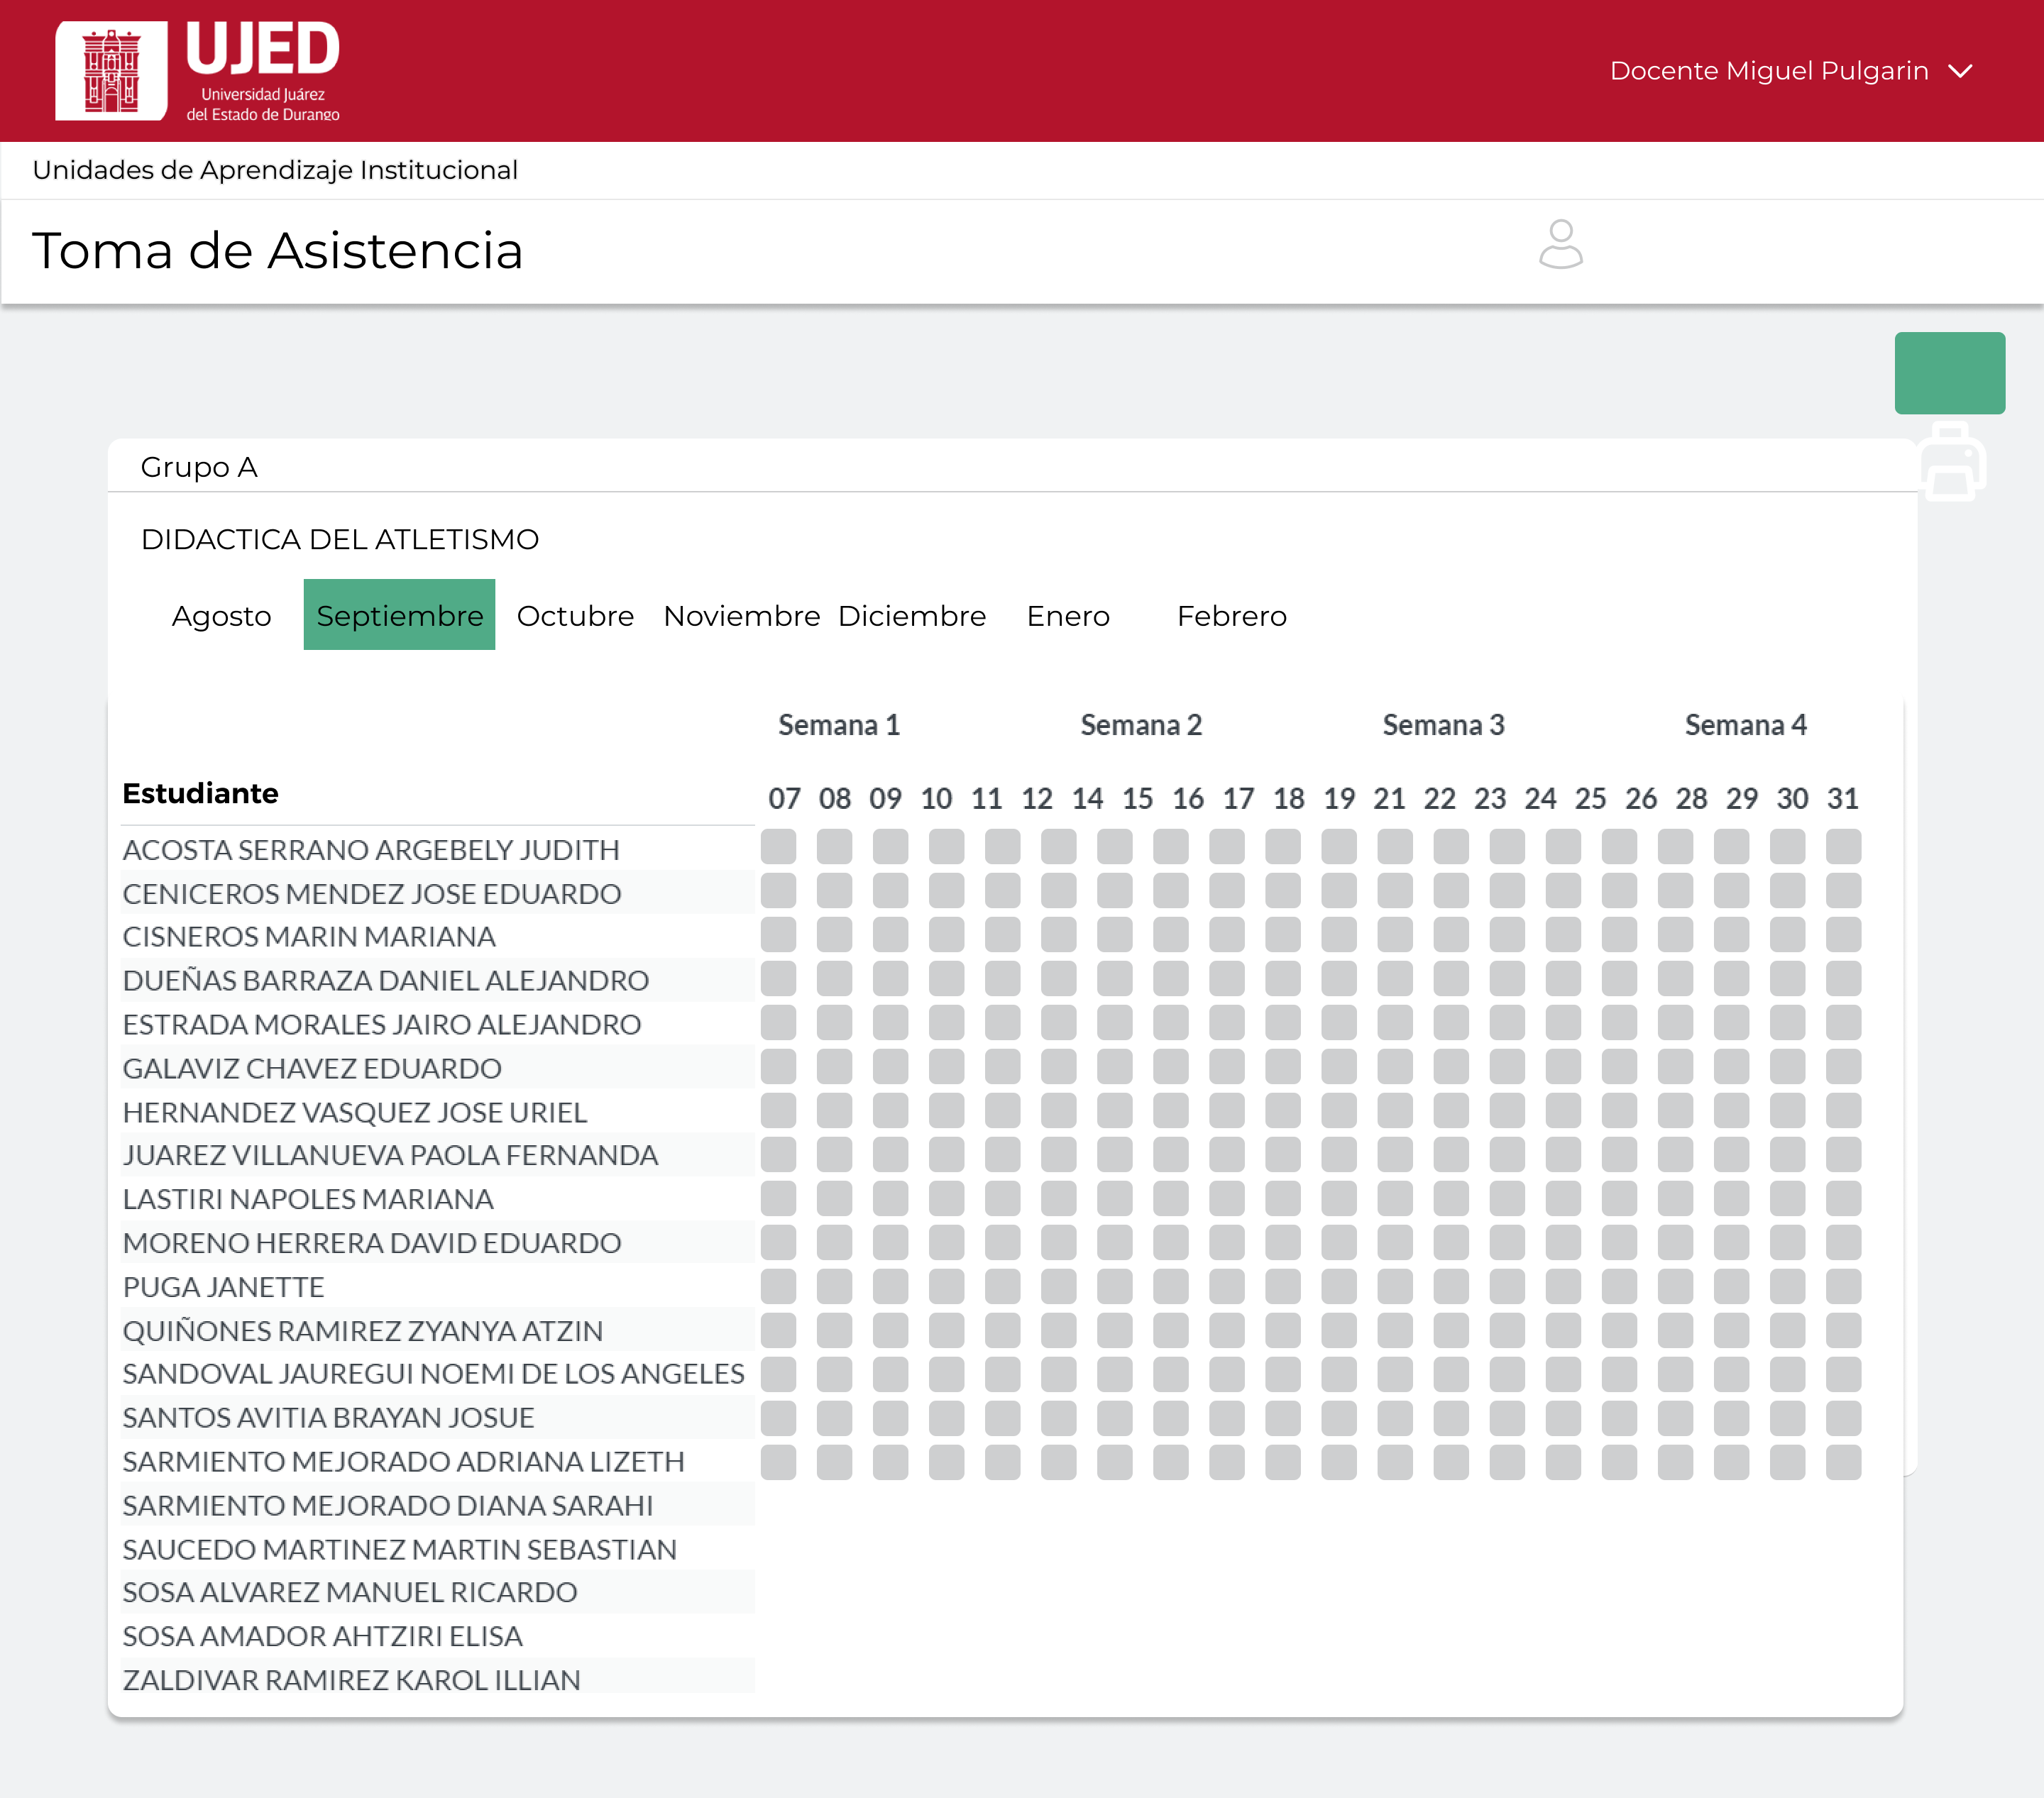 UJED
Universidad Juárez
del Estado de Durango
Docente Miguel Pulgarin
Unidades de Aprendizaje Institucional
Toma de Asistencia
Grupo A
DIDACTICA DEL ATLETISMO
Agosto Septiembre Octubre Noviembre Diciembre Enero Febrero
Semana 1 Semana 2 Semana 3 Semana 4
Estudiante 07 08 09 10 11 12 14 15 16 17 18 19 21 22 23 24 25 26 28 29 30 31
ACOSTA SERRANO ARGEBELY JUDITH
CENICEROS MENDEZ JOSE EDUARDO
CISNEROS MARIN MARIANA
DUEÑAS BARRAZA DANIEL ALEJANDRO
ESTRADA MORALES JAIRO ALEJANDRO
GALAVIZ CHAVEZ EDUARDO
HERNANDEZ VASQUEZ JOSE URIEL
JUAREZ VILLANUEVA PAOLA FERNANDA
LASTIRI NAPOLES MARIANA
MORENO HERRERA DAVID EDUARDO
PUGA JANETTE
QUIÑONES RAMIREZ ZYANYA ATZIN
SANDOVAL JAUREGUI NOEMI DE LOS ANGELES
SANTOS AVITIA BRAYAN JOSUE
SARMIENTO MEJORADO ADRIANA LIZETH
SARMIENTO MEJORADO DIANA SARAHI
SAUCEDO MARTINEZ MARTIN SEBASTIAN
SOSA ALVAREZ MANUEL RICARDO
SOSA AMADOR AHTZIRI ELISA
ZALDIVAR RAMIREZ KAROL ILLIAN